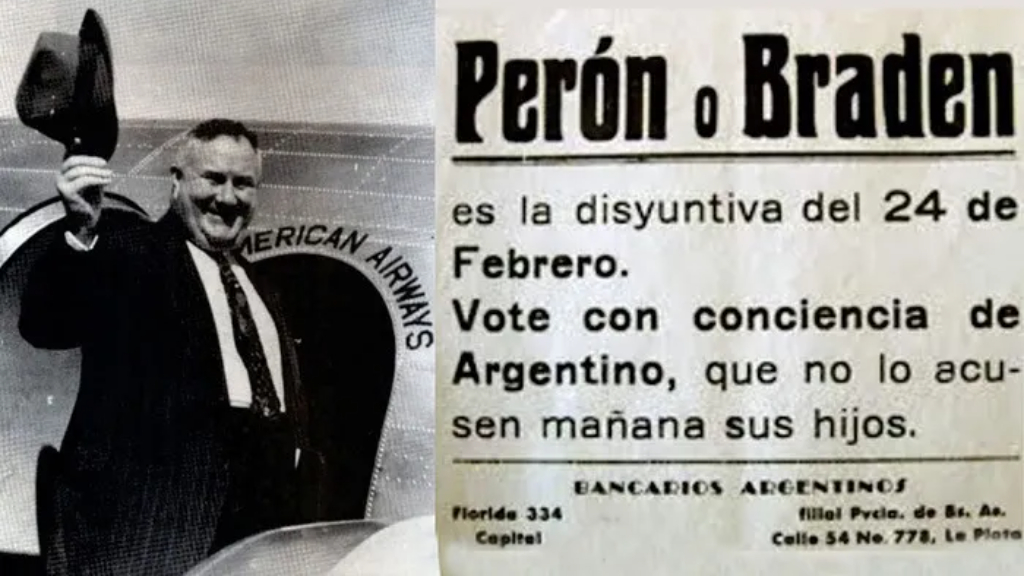 MERICAN AIRWAYS
Perón o Braden
es la disyuntiva del 24 de
Febrero.
Vote con conciencia de
Argentino, que no lo acu-
sen mañana sus hijos.
BANCARIOS ARGENTINOS
Florida 334
Capital
filial Pvcia. de Bs. As.
Calle 54 No. 778, La Plata